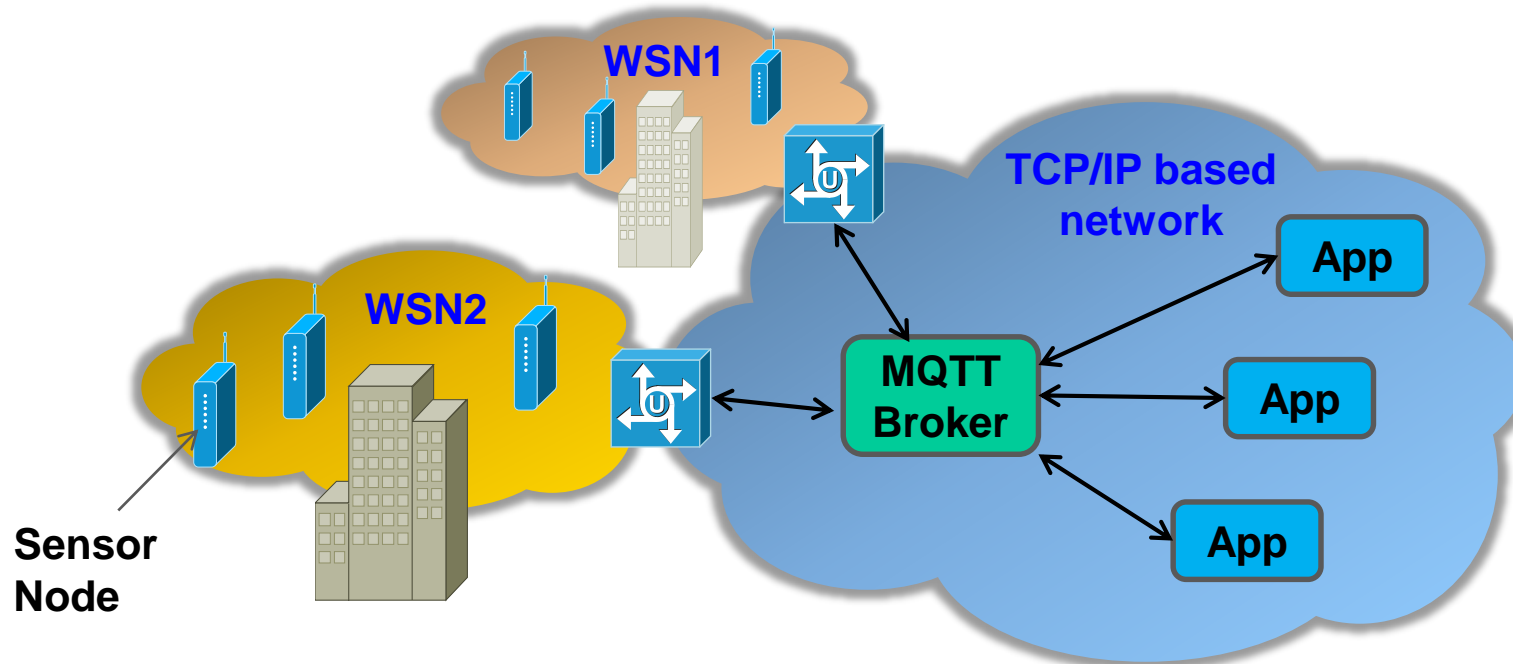 WSN1
U
TCP/IP based
network
App
WSN2
U
MQTT
Broker
App
App
Sensor
Node